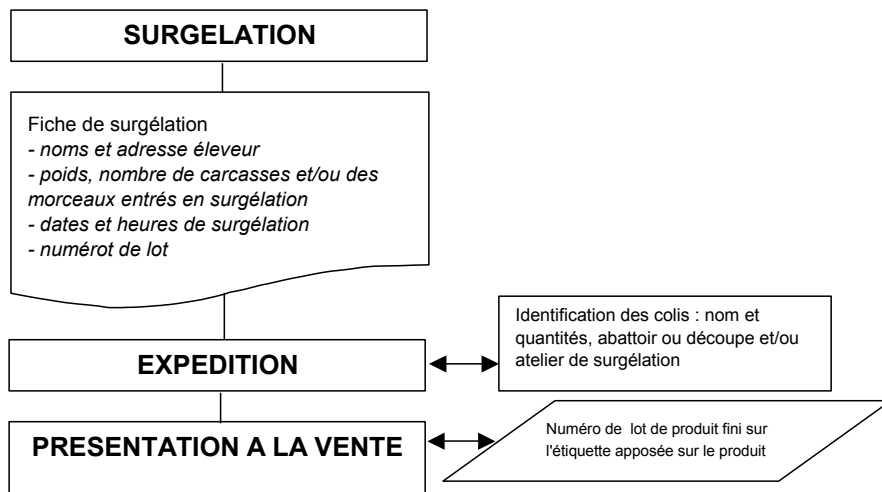 SURGELATION
Fiche de surgélation
- noms et adresse éleveur
- poids, nombre de carcasses et/ou des
morceaux entrés en surgélation
- dates et heures de surgélation
- numérot de lot
EXPEDITION
Identification des colis : nom et
quantités, abattoir ou découpe et/ou
atelier de surgélation
PRESENTATION A LA VENTE
Numéro de lot de produit fini sur
l'étiquette apposée sur le produit